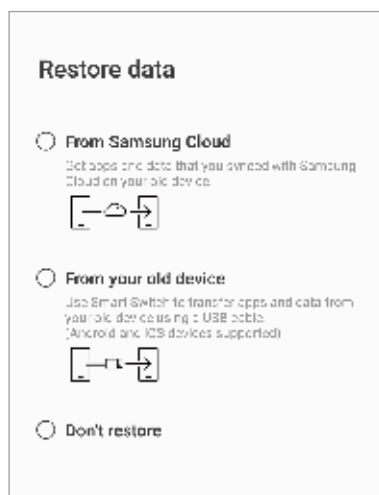 Restore data
From Samsung Cloud
Get apps and data that you synced with Samsung
Cloud on your old device.
From your old device
Use Smart Switch to transfer apps and data from
your old device using a USB cable.
(Android and iOS devices supported)
Don't restore